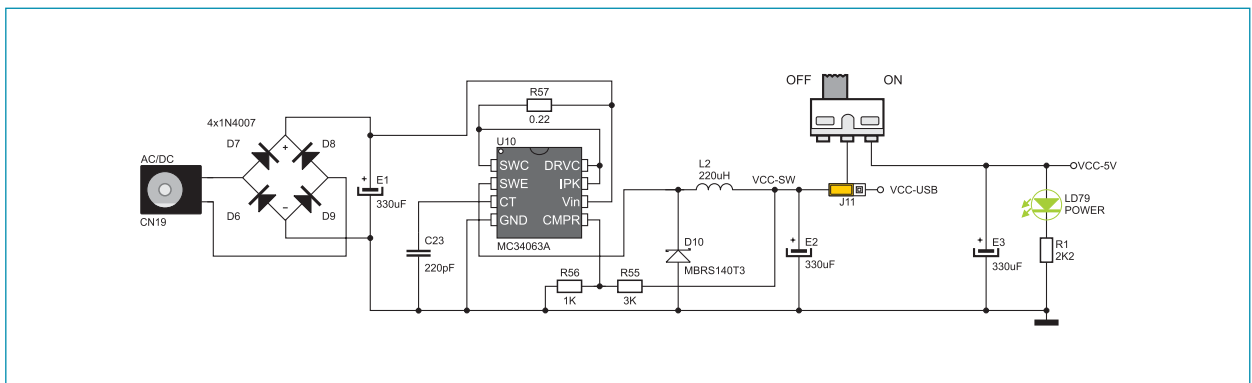 OFF ON
R57
0.22
4x1N4007
D7 D8
U10
AC/DC
SWC DRVC
SWE IPK
CT Vin
GND CMPR
MC34063A
+
E1
330uF
-
D6 D9
CN19
L2
220uH
VCC-SW
VCC-5V
VCC-USB
J11
LD79
POWER
C23
220pF
D10
MBRS140T3
+
E2
330uF
+
E3
330uF
R1
2K2
R56 R55
1K 3K